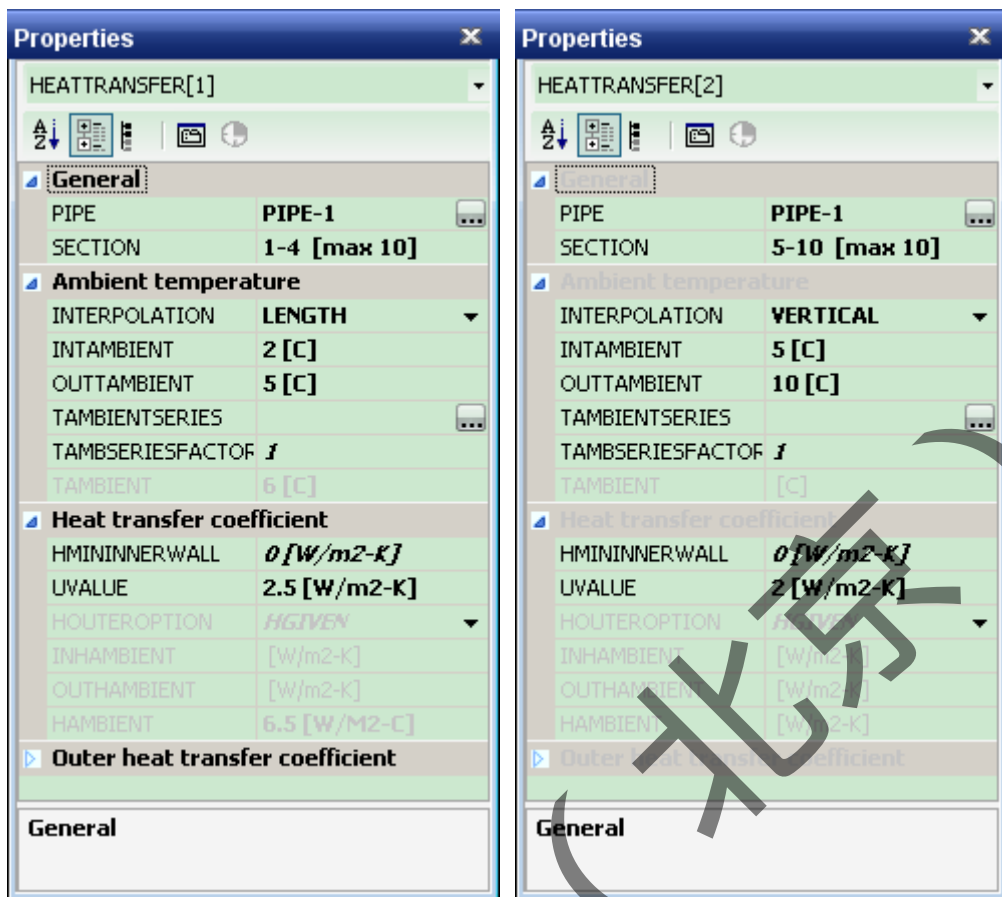 Properties
HEATTRANSFER[1]
General
PIPE PIPE-1
SECTION 1-4 [max 10]
Ambient temperature
INTERPOLATION LENGTH
INTAMBIENT 2 [C]
OUTTAMBIENT 5 [C]
TAMBIENTSERIES
TAMBSERIESFACTOR 1
TAMBIENT 6 [C]
Heat transfer coefficient
HMININNERWALL 0 [W/m2-K]
UVALUE 2.5 [W/m2-K]
HOUTEROPTION HGIVEN
INHAMBIENT [W/m2-K]
OUTHAMBIENT [W/m2-K]
HAMBIENT 6.5 [W/M2-C]
Outer heat transfer coefficient
General
Properties
HEATTRANSFER[2]
General
PIPE PIPE-1
SECTION 5-10 [max 10]
Ambient temperature
INTERPOLATION VERTICAL
INTAMBIENT 5 [C]
OUTTAMBIENT 10 [C]
TAMBIENTSERIES
TAMBSERIESFACTOR 1
TAMBIENT [C]
Heat transfer coefficient
HMININNERWALL 0 [W/m2-K]
UVALUE 2 [W/m2-K]
HOUTEROPTION HGIVEN
INHAMBIENT [W/m2-K]
OUTHAMBIENT [W/m2-K]
HAMBIENT [W/m2-K]
Outer heat transfer coefficient
General
(北京)